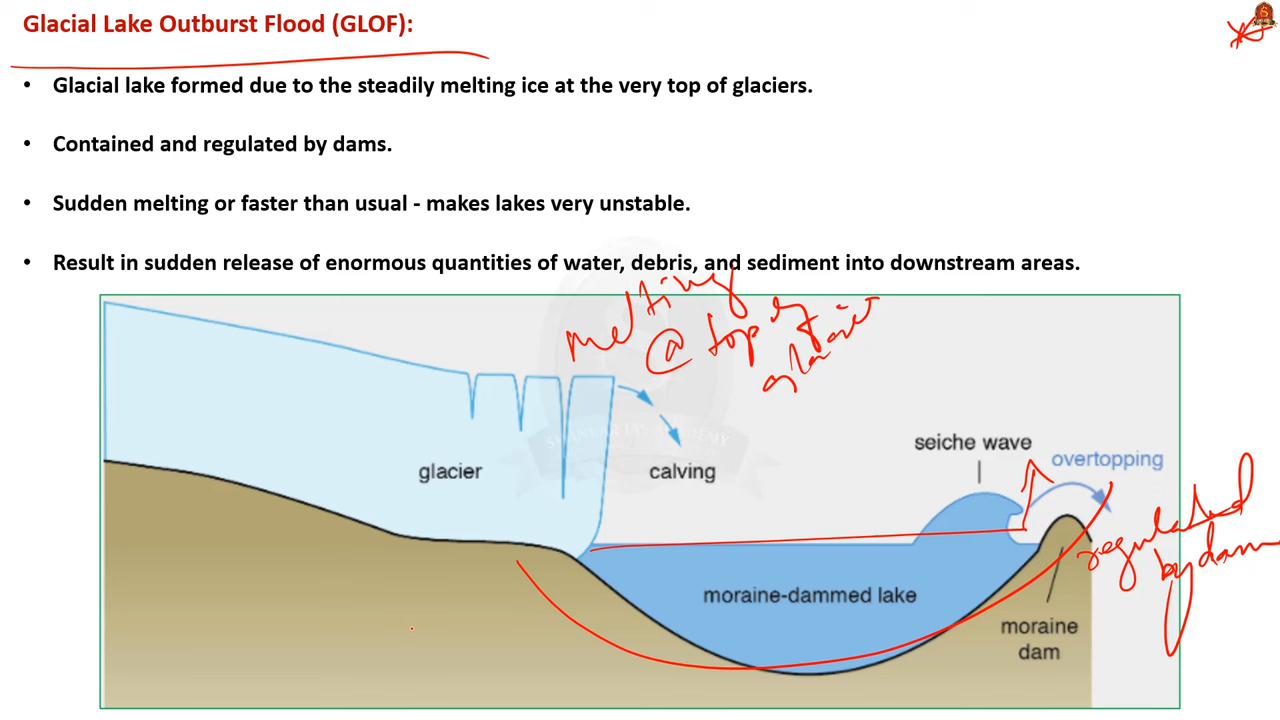 Glacial Lake Outburst Flood (GLOF):
• Glacial lake formed due to the steadily melting ice at the very top of glaciers.
• Contained and regulated by dams.
• Sudden melting or faster than usual - makes lakes very unstable.
• Result in sudden release of enormous quantities of water, debris, and sediment into downstream areas.
melting
@ top of
glacier
SHANKAR IAS ACADEMY
seiche wave
overtopping
glacier
calving
regulated
by dam
moraine-dammed lake
moraine
dam